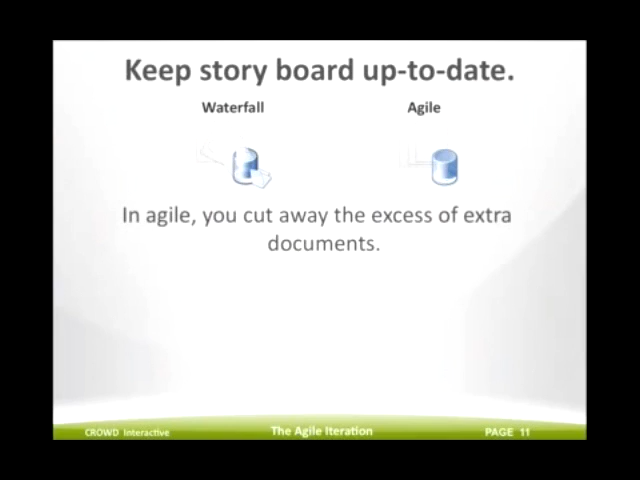 Keep story board up-to-date.
Waterfall Agile
In agile, you cut away the excess of extra
documents.
CROWD Interactive The Agile Iteration PAGE 11